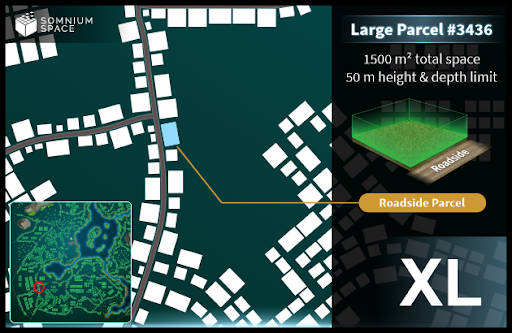 SOMNIUM
SPACE
Large Parcel #3436
1500 m² total space
50 m height & depth limit
Roadside
Roadside Parcel
XL